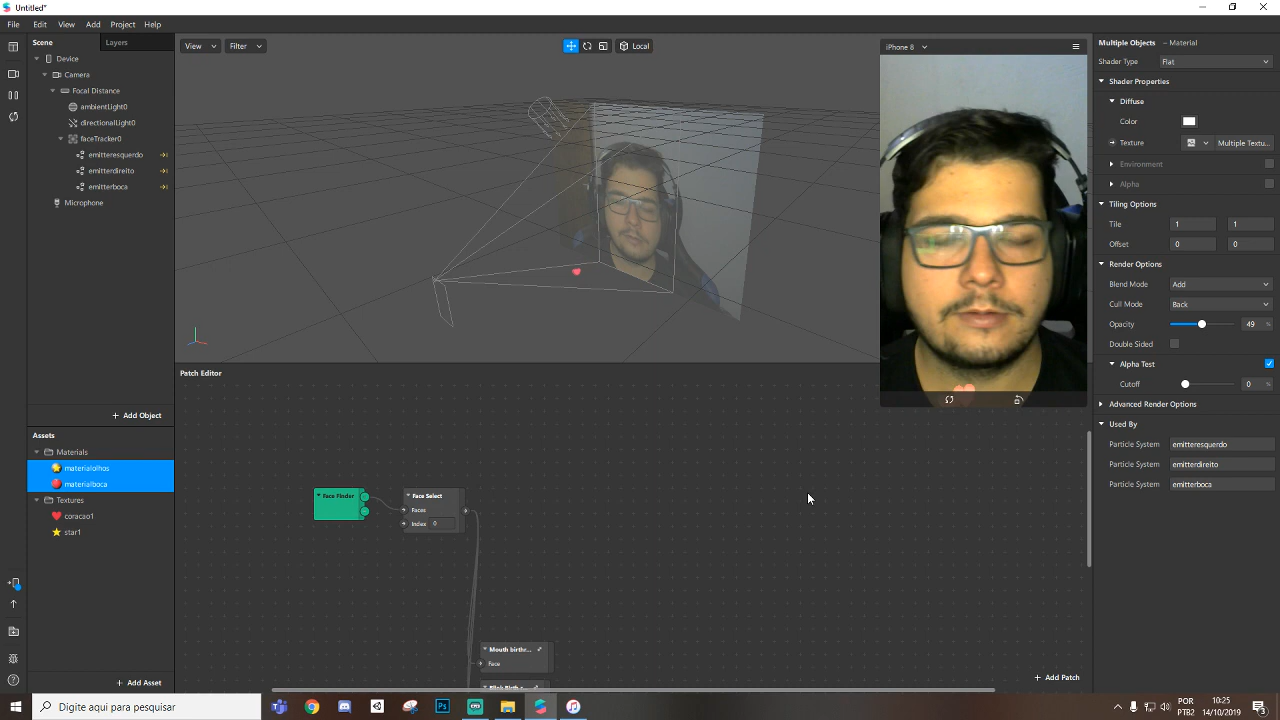 Untitled*
File Edit View Add Project Help
Scene Layers
Device
Camera
Focal Distance
ambientLight0
directionalLight0
faceTracker0
emitteresquerdo
emitterdireito
emitterboca
Microphone
+ Add Object
Assets
Materials
materialolhos
materialboca
Textures
coracao1
star1
+ Add Asset
View Filter Local
iPhone 8
Patch Editor
Face Finder
Face Select
Faces
Index 0
Mouth birthr...
Face
+ Add Patch
Multiple Objects – Material
Shader Type Flat
Shader Properties
Diffuse
Color
Texture Multiple Textu...
Environment
Alpha
Tiling Options
Tile 1 1
Offset 0 0
Render Options
Blend Mode Add
Cull Mode Back
Opacity 49 %
Double Sided
Alpha Test
Cutoff 0 %
Advanced Render Options
Used By
Particle System emitteresquerdo
Particle System emitterdireito
Particle System emitterboca
Digite aqui para pesquisar
POR
PTB2
10:25
14/10/2019